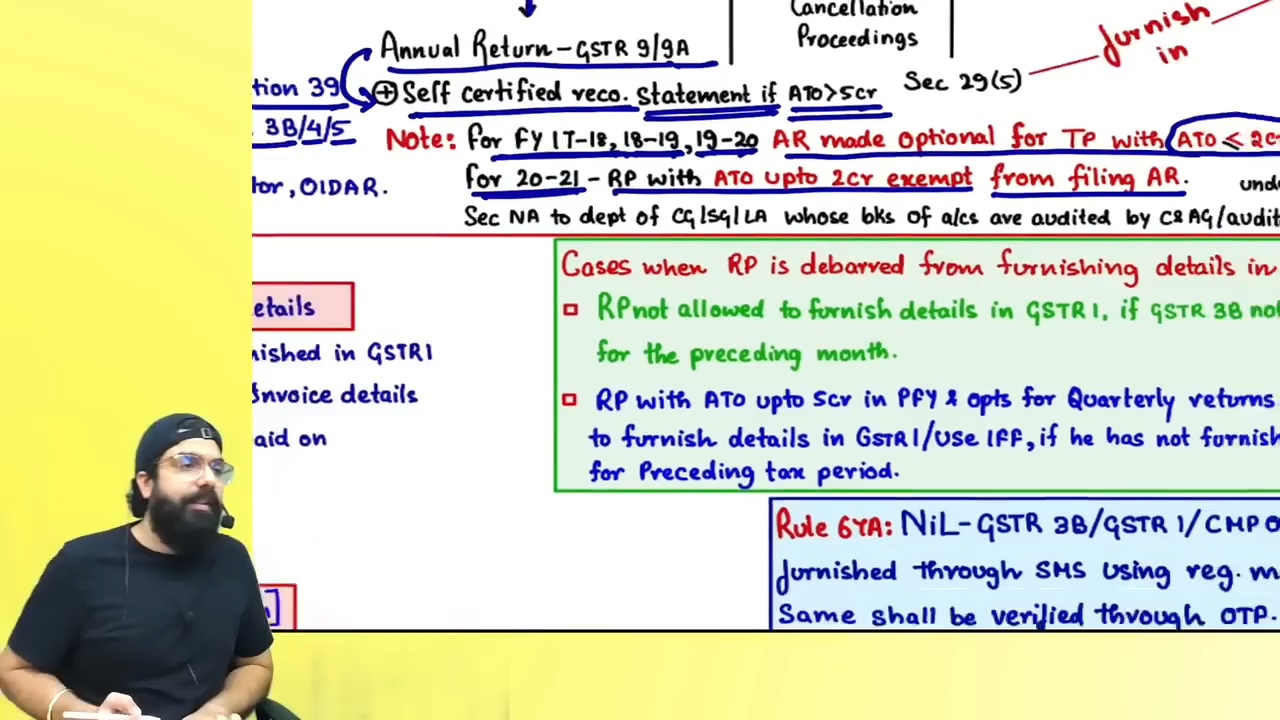 Cancellation
Proceedings
furnish
in
Annual Return - GSTR 9/9A
tion 39
⊕ Self certified reco. Statement if ATO>5cr
Sec 29(5)
3B/4/5
Note: for FY 17-18, 18-19, 19-20 AR made optional for TP with ATO ≤ 2c
for 20-21 - RP with ATO upto 2cr exempt from filing AR.
tor, OIDAR.
und
Sec NA to dept of CG/SG/LA whose bks of a/cs are audited by C&AG/audit
Cases when RP is debarred from furnishing details in
etails
RP not allowed to furnish details in GSTR1, if GSTR 3B not
nished in GSTR1
for the preceding month.
Invoice details
RP with ATO upto 5cr in PFY & opts for Quarterly returns
aid on
to furnish details in GSTR1/Use IFF, if he has not furnish
for Preceding tax period.
Rule 67A: NiL-GSTR 3B/GSTR 1/CMP 0
furnished through SMS using reg. m
Same shall be verified through OTP.